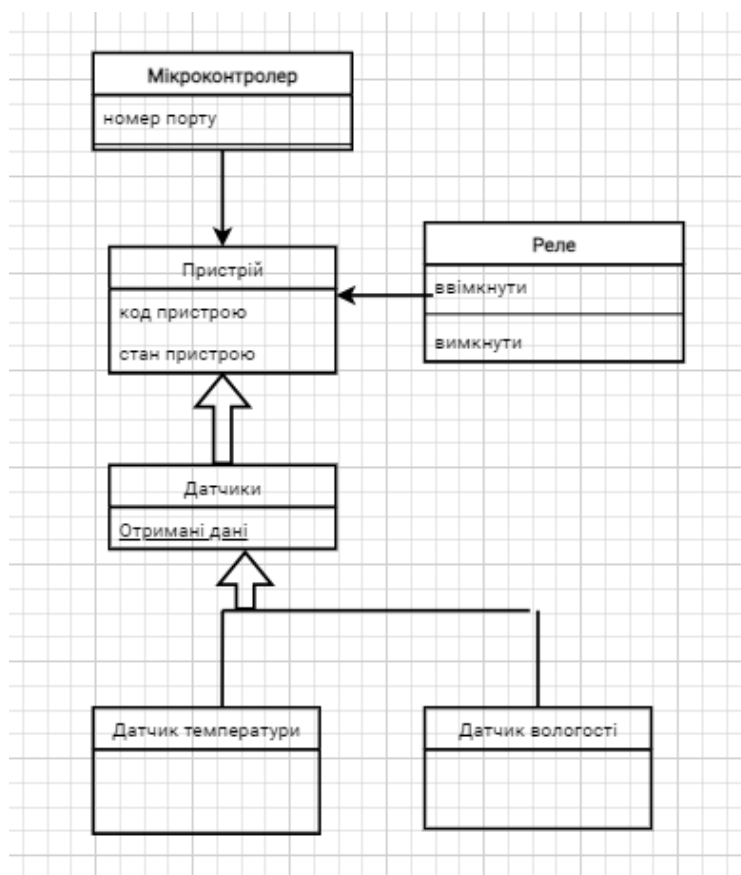 Мікроконтролер
номер порту
Пристрій
код пристрою
стан пристрою
Реле
ввімкнути
вимкнути
Датчики
Отримані дані
Датчик температури
Датчик вологості